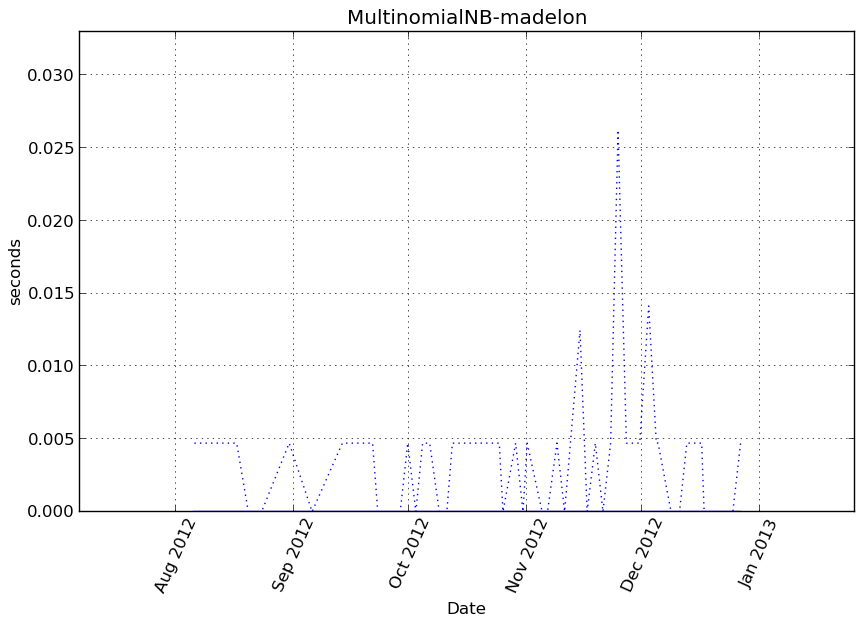 MultinomialNB-madelon
0.030
0.025
0.020
0.015
0.010
0.005
0.000
seconds
Aug 2012
Sep 2012
Oct 2012
Nov 2012
Dec 2012
Jan 2013
Date